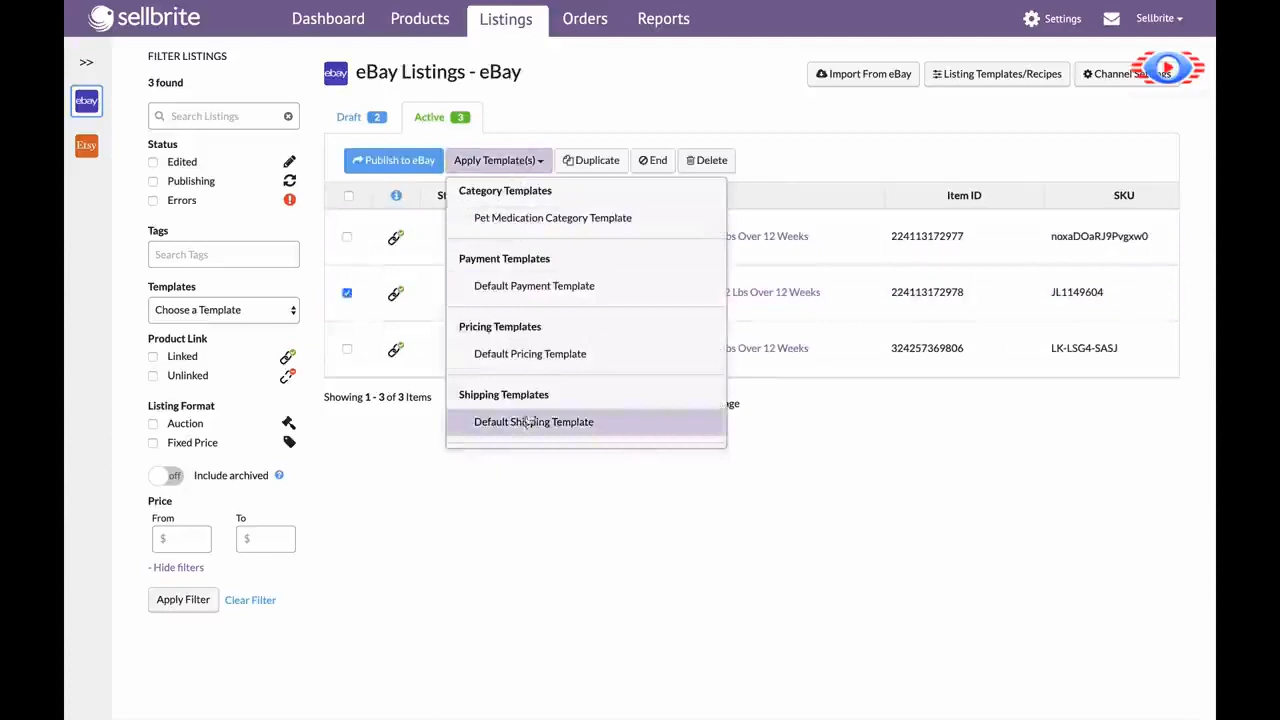 sellbrite
Dashboard
Products
Listings
Orders
Reports
Settings
Sellbrite
>>
ebay
Etsy
FILTER LISTINGS
3 found
Search Listings
Status
Edited
Publishing
Errors
Tags
Search Tags
Templates
Choose a Template
Product Link
Linked
Unlinked
Listing Format
Auction
Fixed Price
off Include archived
Price
From To
$ $
- Hide filters
Apply Filter Clear Filter
ebay eBay Listings - eBay
Import From eBay
Listing Templates/Recipes
Channel
Draft 2
Active 3
Publish to eBay
Apply Template(s)
Duplicate
End
Delete
Item ID SKU
Over 12 Weeks 224113172977 noxaDOaRJ9Pvgxw0
2 Lbs Over 12 Weeks 224113172978 JL1149604
Over 12 Weeks 324257369806 LK-LSG4-SASJ
Showing 1 - 3 of 3 Items
Category Templates
Pet Medication Category Template
Payment Templates
Default Payment Template
Pricing Templates
Default Pricing Template
Shipping Templates
Default Shipping Template